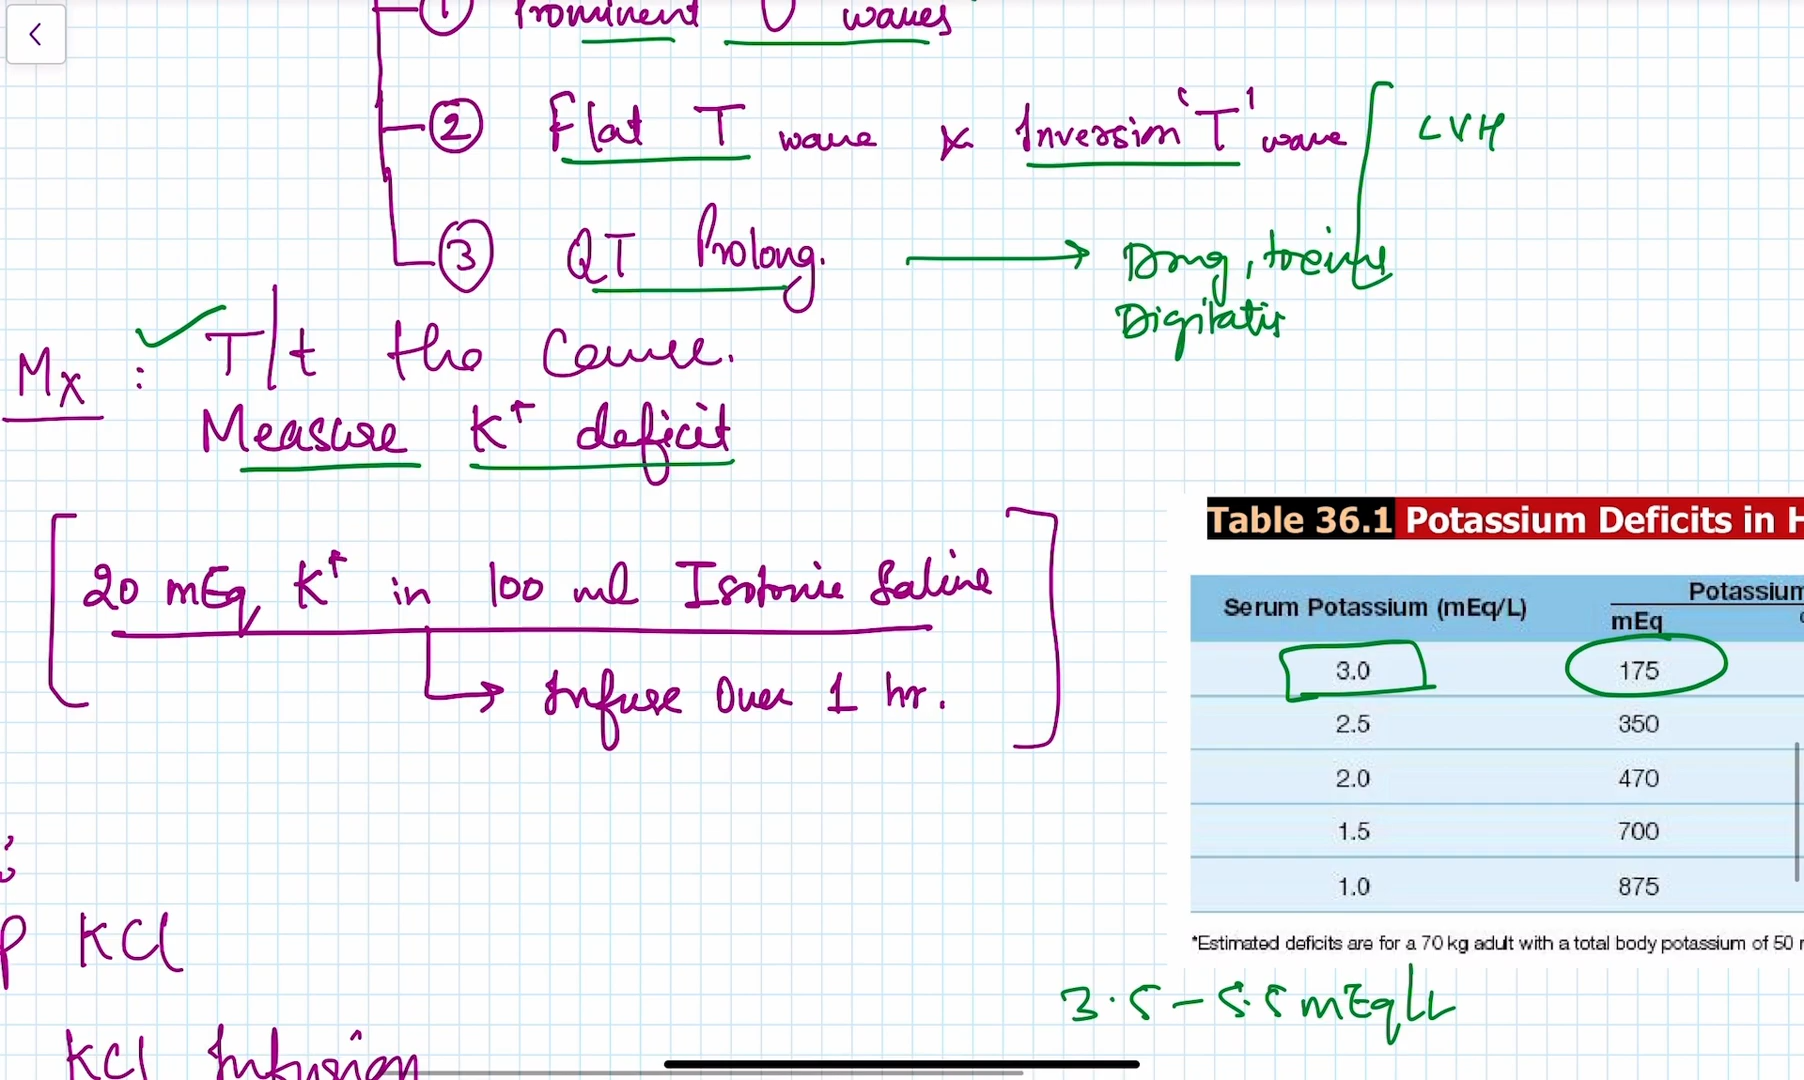 ① Prominent U waves
② Flat T wave & Inversion 'T' wave LVH
③ QT Prolong. → Drug, toxins
Digitalis
Mx : T/t the Cause.
Measure K+ deficit
20 mEq K+ in 100 ml Isotonic Saline
→ Infuse Over 1 hr.
Table 36.1 Potassium Deficits in H
Serum Potassium (mEq/L) Potassium
mEq
3.0 175
2.5 350
2.0 470
1.5 700
1.0 875
*Estimated deficits are for a 70 kg adult with a total body potassium of 50
P KCl
3.5 - 5.5 mEq/L
KCl Infusion